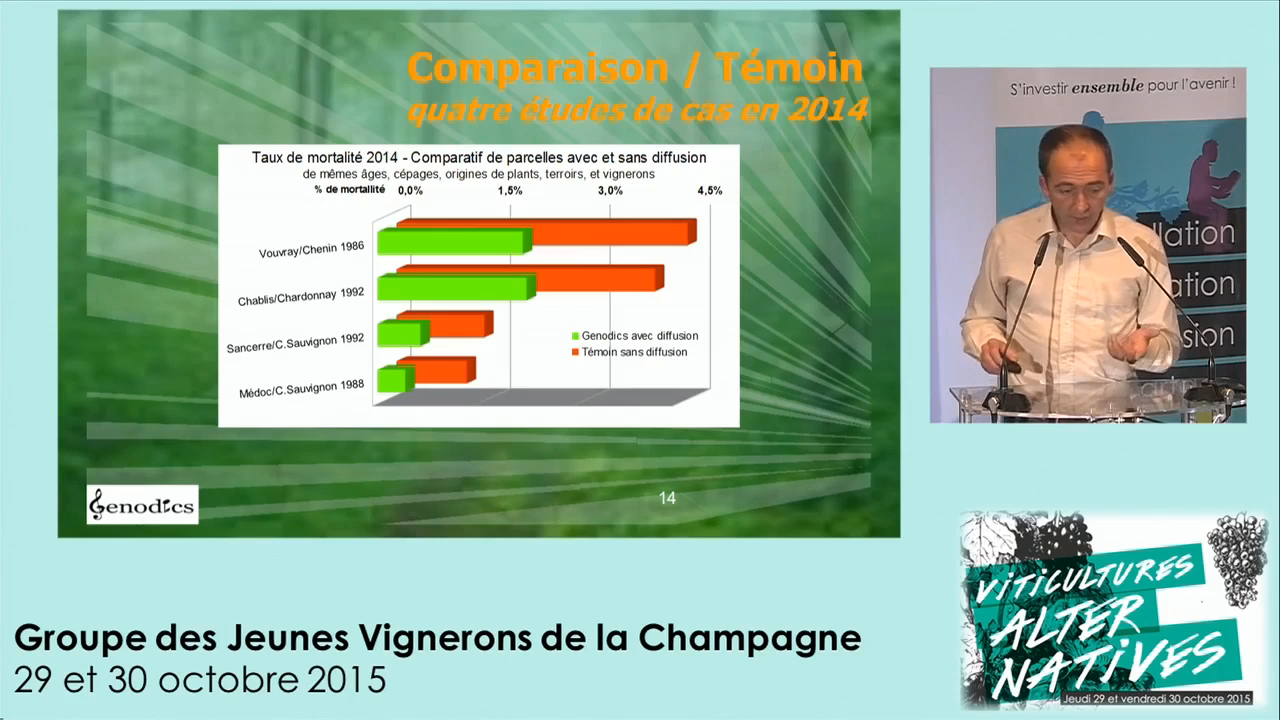 Comparaison / Témoin
quatre études de cas en 2014
Taux de mortalité 2014 - Comparatif de parcelles avec et sans diffusion
de mêmes âges, cépages, origines de plants, terroirs, et vignerons
% de mortalité 0,0% 1,5% 3,0% 4,5%
Vouvray/Chenin 1986
Chablis/Chardonnay 1992
Sancerre/C.Sauvignon 1992
Médoc/C.Sauvignon 1988
Genodics avec diffusion
Témoin sans diffusion
Genodics
14
S'investir ensemble pour l'avenir !
llation
ation
sion
VITICULTURES
ALTER
NATIVES
Jeudi 29 et vendredi 30 octobre 2015
Groupe des Jeunes Vignerons de la Champagne
29 et 30 octobre 2015